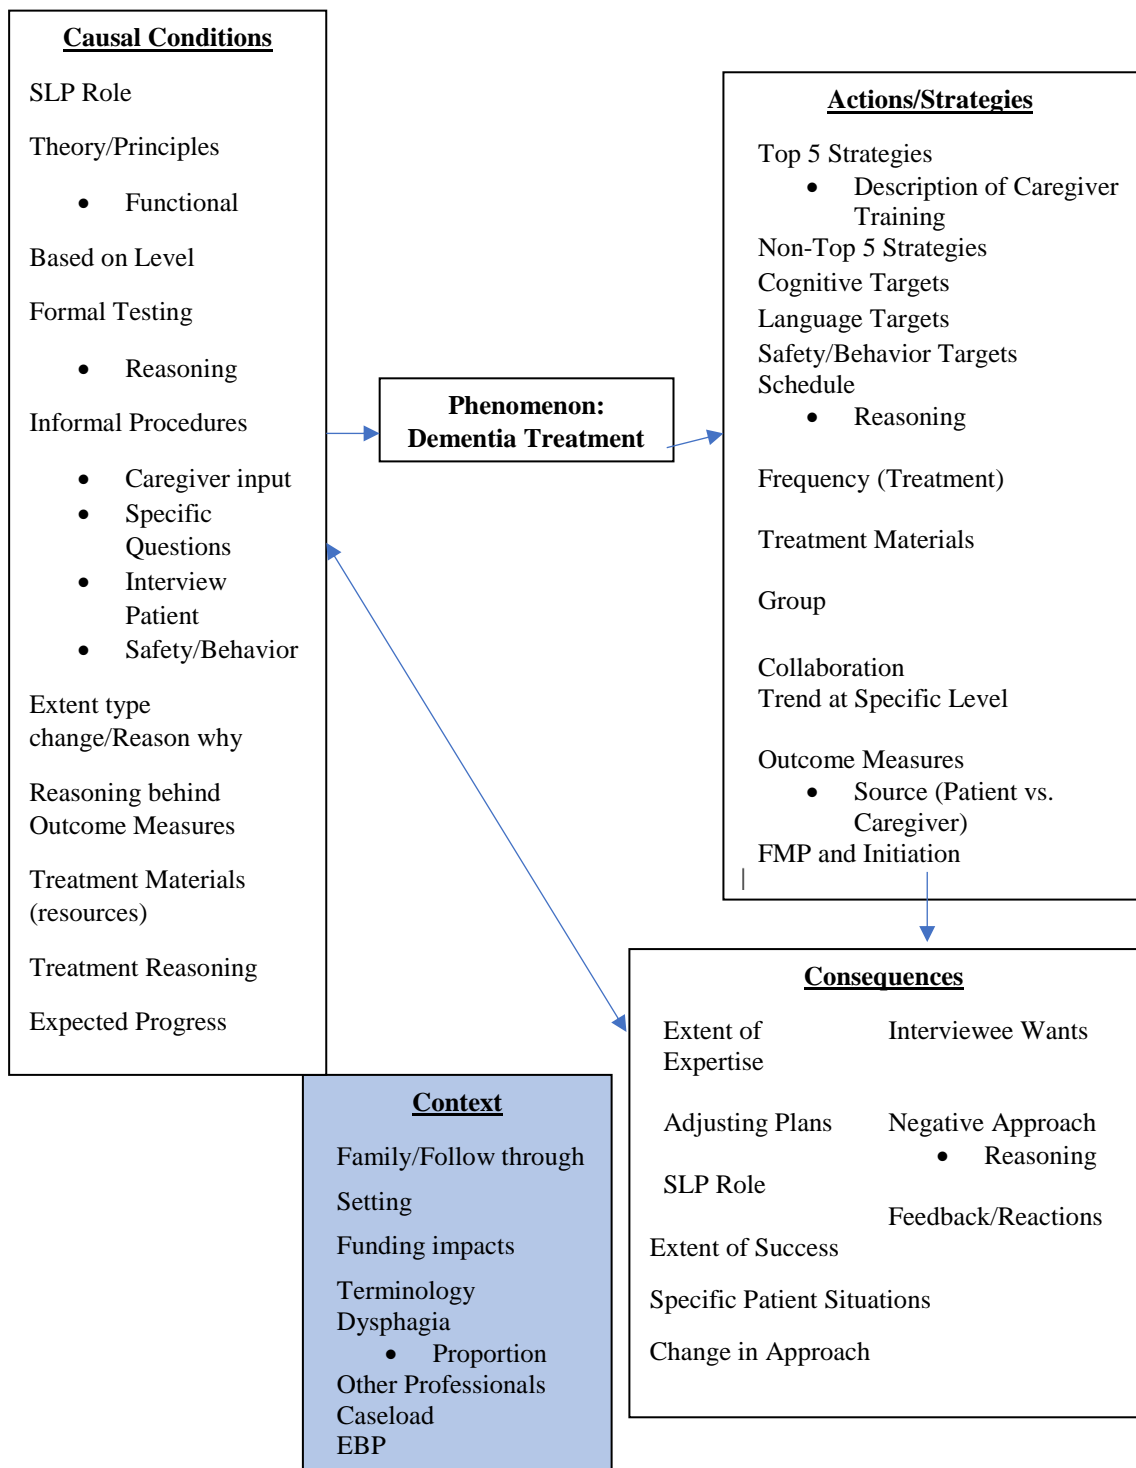 Causal Conditions
SLP Role
Theory/Principles
• Functional
Based on Level
Formal Testing
• Reasoning
Informal Procedures
• Caregiver input
• Specific
Questions
• Interview
Patient
• Safety/Behavior
Extent type
change/Reason why
Reasoning behind
Outcome Measures
Treatment Materials
(resources)
Treatment Reasoning
Expected Progress
Phenomenon:
Dementia Treatment
Actions/Strategies
Top 5 Strategies
• Description of Caregiver
Training
Non-Top 5 Strategies
Cognitive Targets
Language Targets
Safety/Behavior Targets
Schedule
• Reasoning
Frequency (Treatment)
Treatment Materials
Group
Collaboration
Trend at Specific Level
Outcome Measures
• Source (Patient vs.
Caregiver)
FMP and Initiation
Consequences
Extent of
Expertise
Adjusting Plans
SLP Role
Extent of Success
Specific Patient Situations
Change in Approach
Interviewee Wants
Negative Approach
• Reasoning
Feedback/Reactions
Context
Family/Follow through
Setting
Funding impacts
Terminology
Dysphagia
• Proportion
Other Professionals
Caseload
EBP